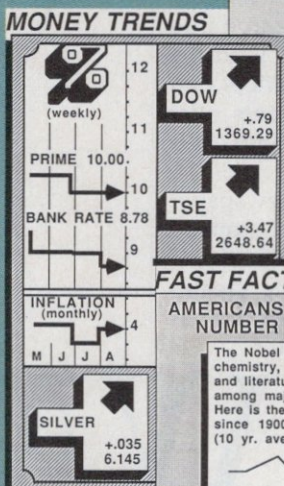 MONEY TRENDS
%
(weekly)
12
11
PRIME 10.00
10
BANK RATE 8.78
9
INFLATION
(monthly)
4
M J J A
DOW
+.79
1369.29
TSE
+3.47
2648.64
SILVER
+.035
6.145
FAST FACT
AMERICANS
NUMBER
The Nobel
chemistry,
and literatu
among maj
Here is the
since 1900
(10 yr. ave